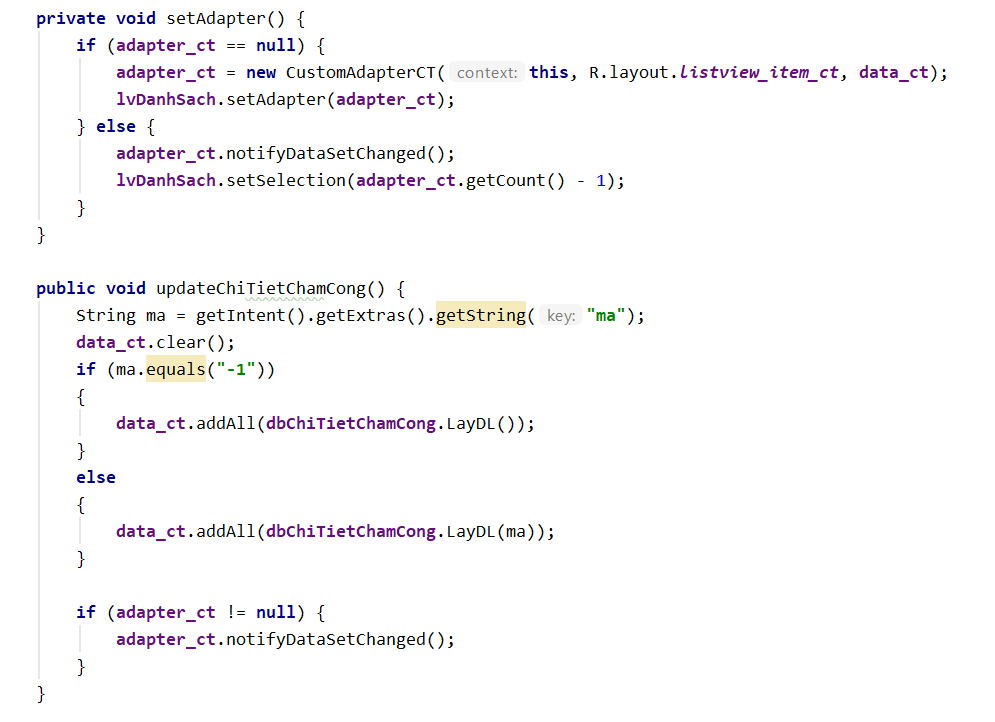 private void setAdapter() {
if (adapter_ct == null) {
adapter_ct = new CustomAdapterCT( context: this, R.layout.listview_item_ct, data_ct);
lvDanhSach.setAdapter(adapter_ct);
} else {
adapter_ct.notifyDataSetChanged();
lvDanhSach.setSelection(adapter_ct.getCount() - 1);
}
}
public void updateChiTietChamCong() {
String ma = getIntent().getExtras().getString( key: "ma");
data_ct.clear();
if (ma.equals("-1"))
{
data_ct.addAll(dbChiTietChamCong.LayDL());
}
else
{
data_ct.addAll(dbChiTietChamCong.LayDL(ma));
}
if (adapter_ct != null) {
adapter_ct.notifyDataSetChanged();
}
}